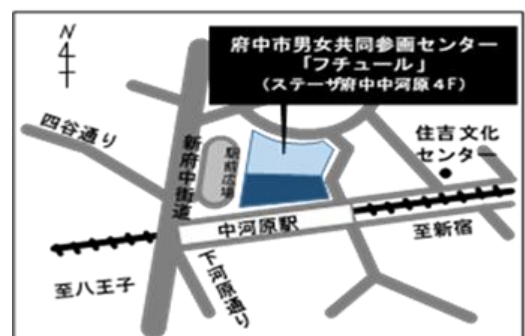 N
4
府中市男女共同参画センター
「フチュール」
(ステーザ府中中河原4F)
四谷通り
新府中街道
駅前広場
住吉文化
センター
中河原駅
至新宿
至八王子
下河原通り